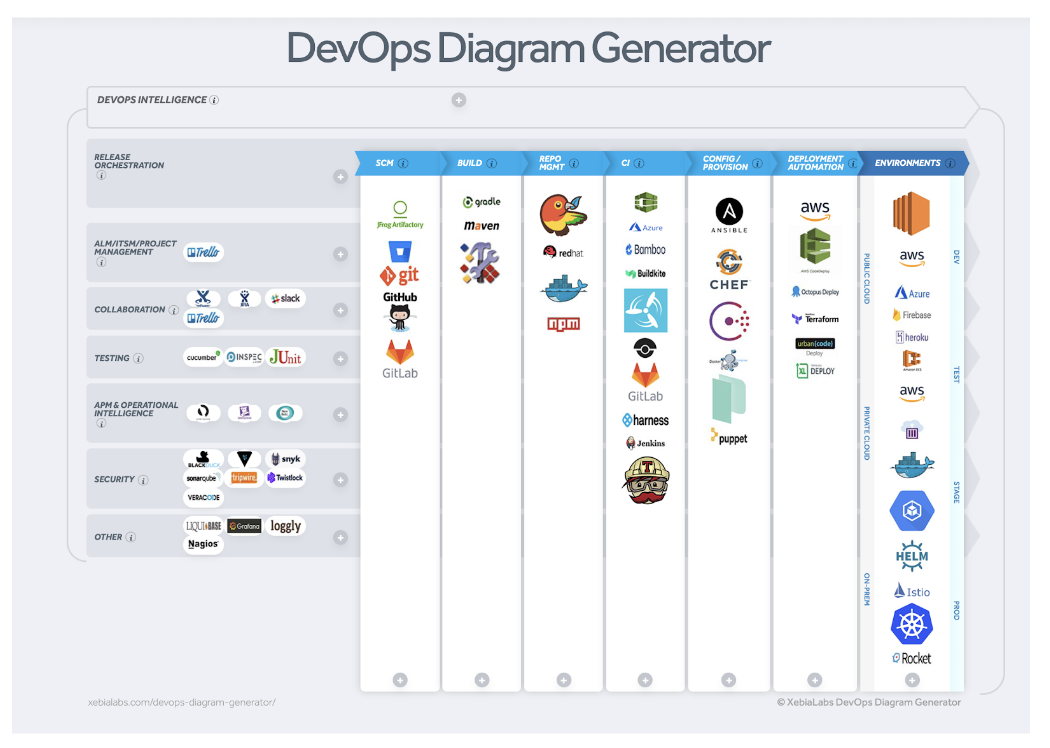 DevOps Diagram Generator
DEVOPS INTELLIGENCE
RELEASE
ORCHESTRATION
ALM/ITSM/PROJECT
MANAGEMENT
Trello
COLLABORATION
JIRA
slack
Trello
TESTING
cucumber
INSPEC
JUnit
APM & OPERATIONAL
INTELLIGENCE
SECURITY
BLACKDUCK
snyk
sonarqube
tripwire
Twistlock
VERACODE
OTHER
LIQUIBASE
Grafana
loggly
Nagios
SCM
JFrog Artifactory
git
GitHub
GitLab
BUILD
gradle
maven
REPO
MGMT
redhat
docker
npm
CI
Azure
Bamboo
Buildkite
GitLab
harness
Jenkins
T
CONFIG /
PROVISION
A
ANSIBLE
CHEF
puppet
DEPLOYMENT
AUTOMATION
aws
AWS CodeDeploy
Octopus Deploy
Terraform
urban{code}
Deploy
XL
DEPLOY
ENVIRONMENTS
PUBLIC CLOUD
PRIVATE CLOUD
ON-PREM
aws
Azure
Firebase
heroku
Amazon ECS
aws
docker
HELM
Istio
Rocket
DEV
TEST
STAGE
PROD
xebialabs.com/devops-diagram-generator/
© XebiaLabs DevOps Diagram Generator